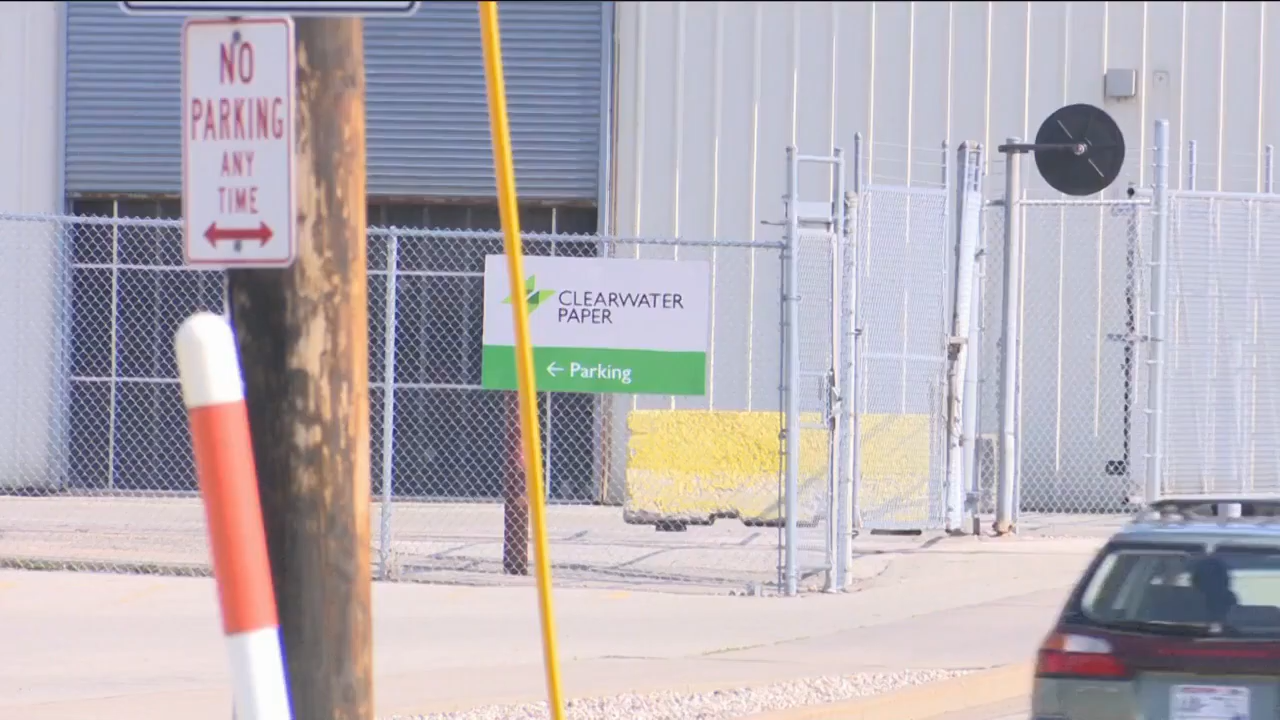 NO
PARKING
ANY
TIME
CLEARWATER
PAPER
← Parking